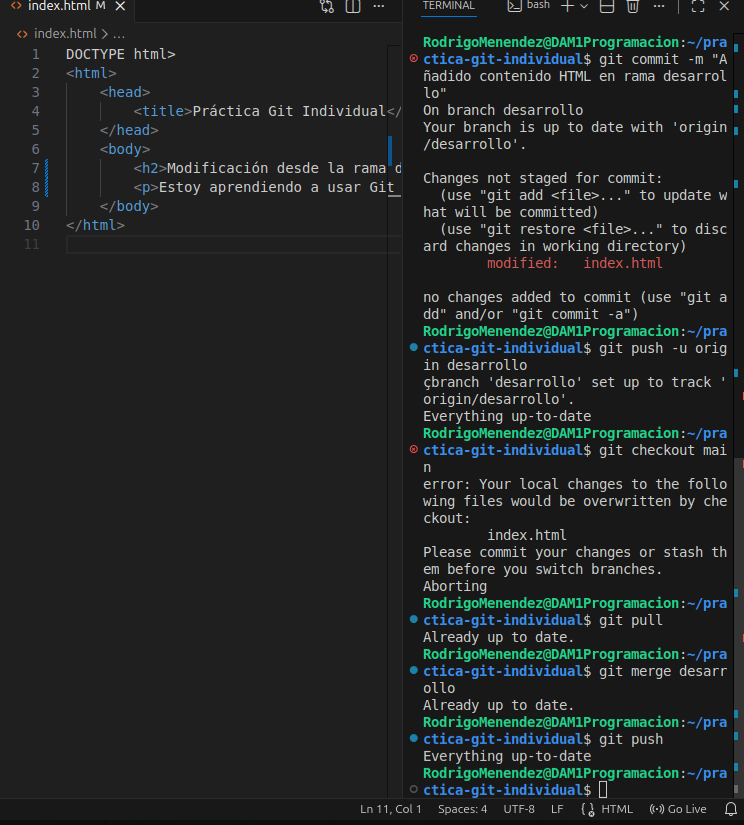 index.html M
index.html > ...
1 DOCTYPE html>
2 <html>
3 <head>
4 <title>Práctica Git Individual</
5 </head>
6 <body>
7 <h2>Modificación desde la rama d
8 <p>Estoy aprendiendo a usar Git
9 </body>
10 </html>
11
TERMINAL
bash
RodrigoMenendez@DAM1Programacion:~/pra
ctica-git-individual$ git commit -m "A
ñadido contenido HTML en rama desarrol
lo"
On branch desarrollo
Your branch is up to date with 'origin
/desarrollo'.
Changes not staged for commit:
(use "git add <file>..." to update w
hat will be committed)
(use "git restore <file>..." to disc
ard changes in working directory)
modified: index.html
no changes added to commit (use "git a
dd" and/or "git commit -a")
RodrigoMenendez@DAM1Programacion:~/pra
ctica-git-individual$ git push -u orig
in desarrollo
çbranch 'desarrollo' set up to track '
origin/desarrollo'.
Everything up-to-date
RodrigoMenendez@DAM1Programacion:~/pra
ctica-git-individual$ git checkout mai
n
error: Your local changes to the follo
wing files would be overwritten by che
ckout:
index.html
Please commit your changes or stash th
em before you switch branches.
Aborting
RodrigoMenendez@DAM1Programacion:~/pra
ctica-git-individual$ git pull
Already up to date.
RodrigoMenendez@DAM1Programacion:~/pra
ctica-git-individual$ git merge desarr
ollo
Already up to date.
RodrigoMenendez@DAM1Programacion:~/pra
ctica-git-individual$ git push
Everything up-to-date
RodrigoMenendez@DAM1Programacion:~/pra
ctica-git-individual$
Ln 11, Col 1 Spaces: 4 UTF-8 LF HTML Go Live